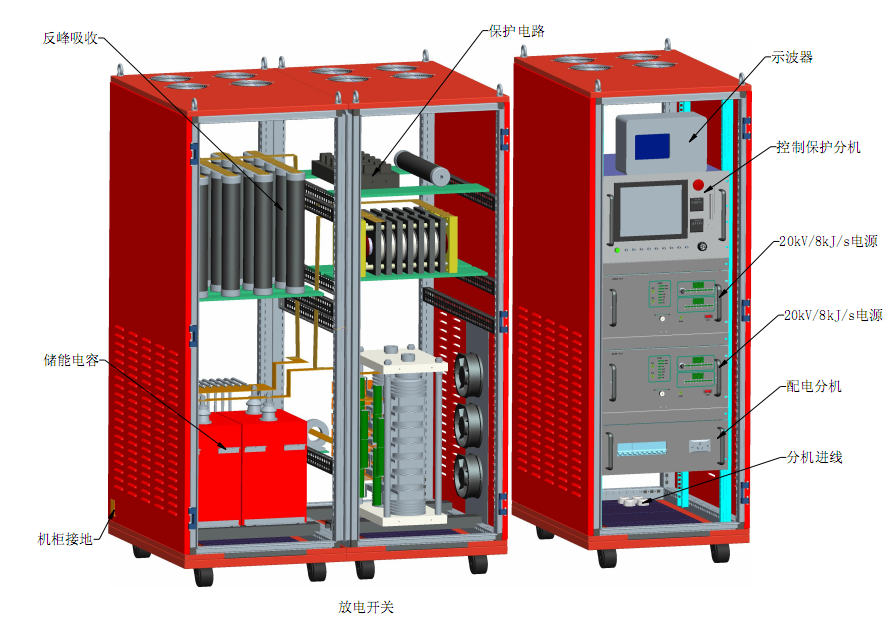 反峰吸收
保护电路
示波器
控制保护分机
20kV/8kJ/s电源
20kV/8kJ/s电源
储能电容
配电分机
分机进线
机柜接地
放电开关